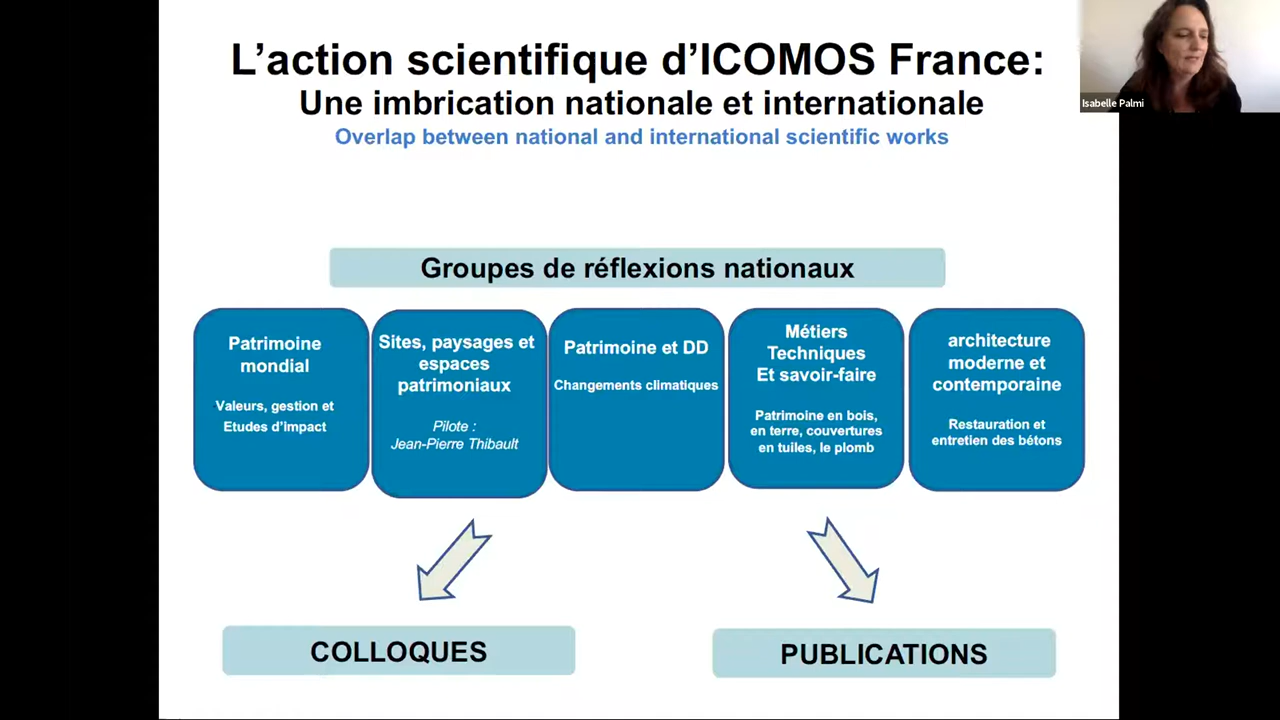 L'action scientifique d'ICOMOS France:
Une imbrication nationale et internationale
Overlap between national and international scientific works
Isabelle Palmi
Groupes de réflexions nationaux
Patrimoine
mondial
Valeurs, gestion et
Etudes d'impact
Sites, paysages et
espaces
patrimoniaux
Pilote :
Jean-Pierre Thibault
Patrimoine et DD
Changements climatiques
Métiers
Techniques
Et savoir-faire
Patrimoine en bois,
en terre, couvertures
en tuiles, le plomb
architecture
moderne et
contemporaine
Restauration et
entretien des bétons
COLLOQUES
PUBLICATIONS